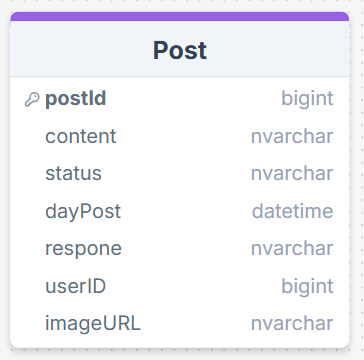 Post
postId bigint
content nvarchar
status nvarchar
dayPost datetime
respone nvarchar
userID bigint
imageURL nvarchar